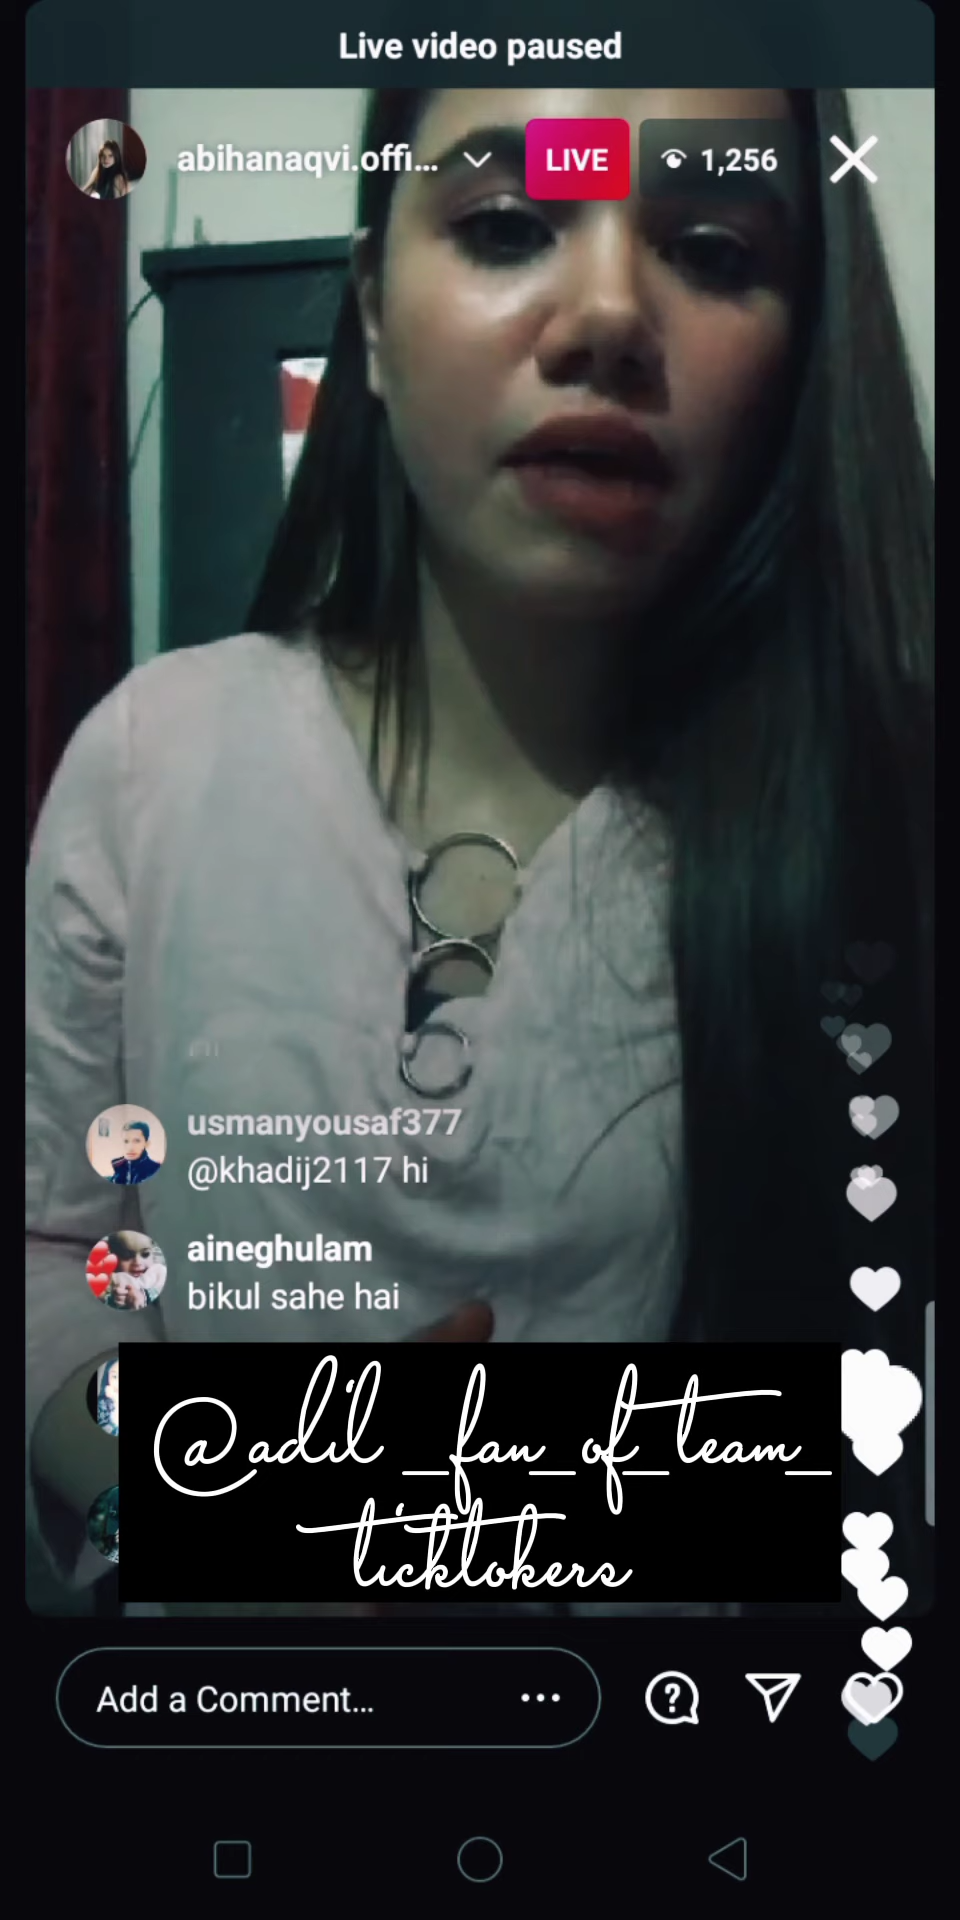 Live video paused
abihanaqvi.offi...
LIVE
1,256
usmanyousaf377
@khadij2117 hi
aineghulam
bikul sahe hai
@adil_fan_of_team_
ticktokers
Add a Comment...